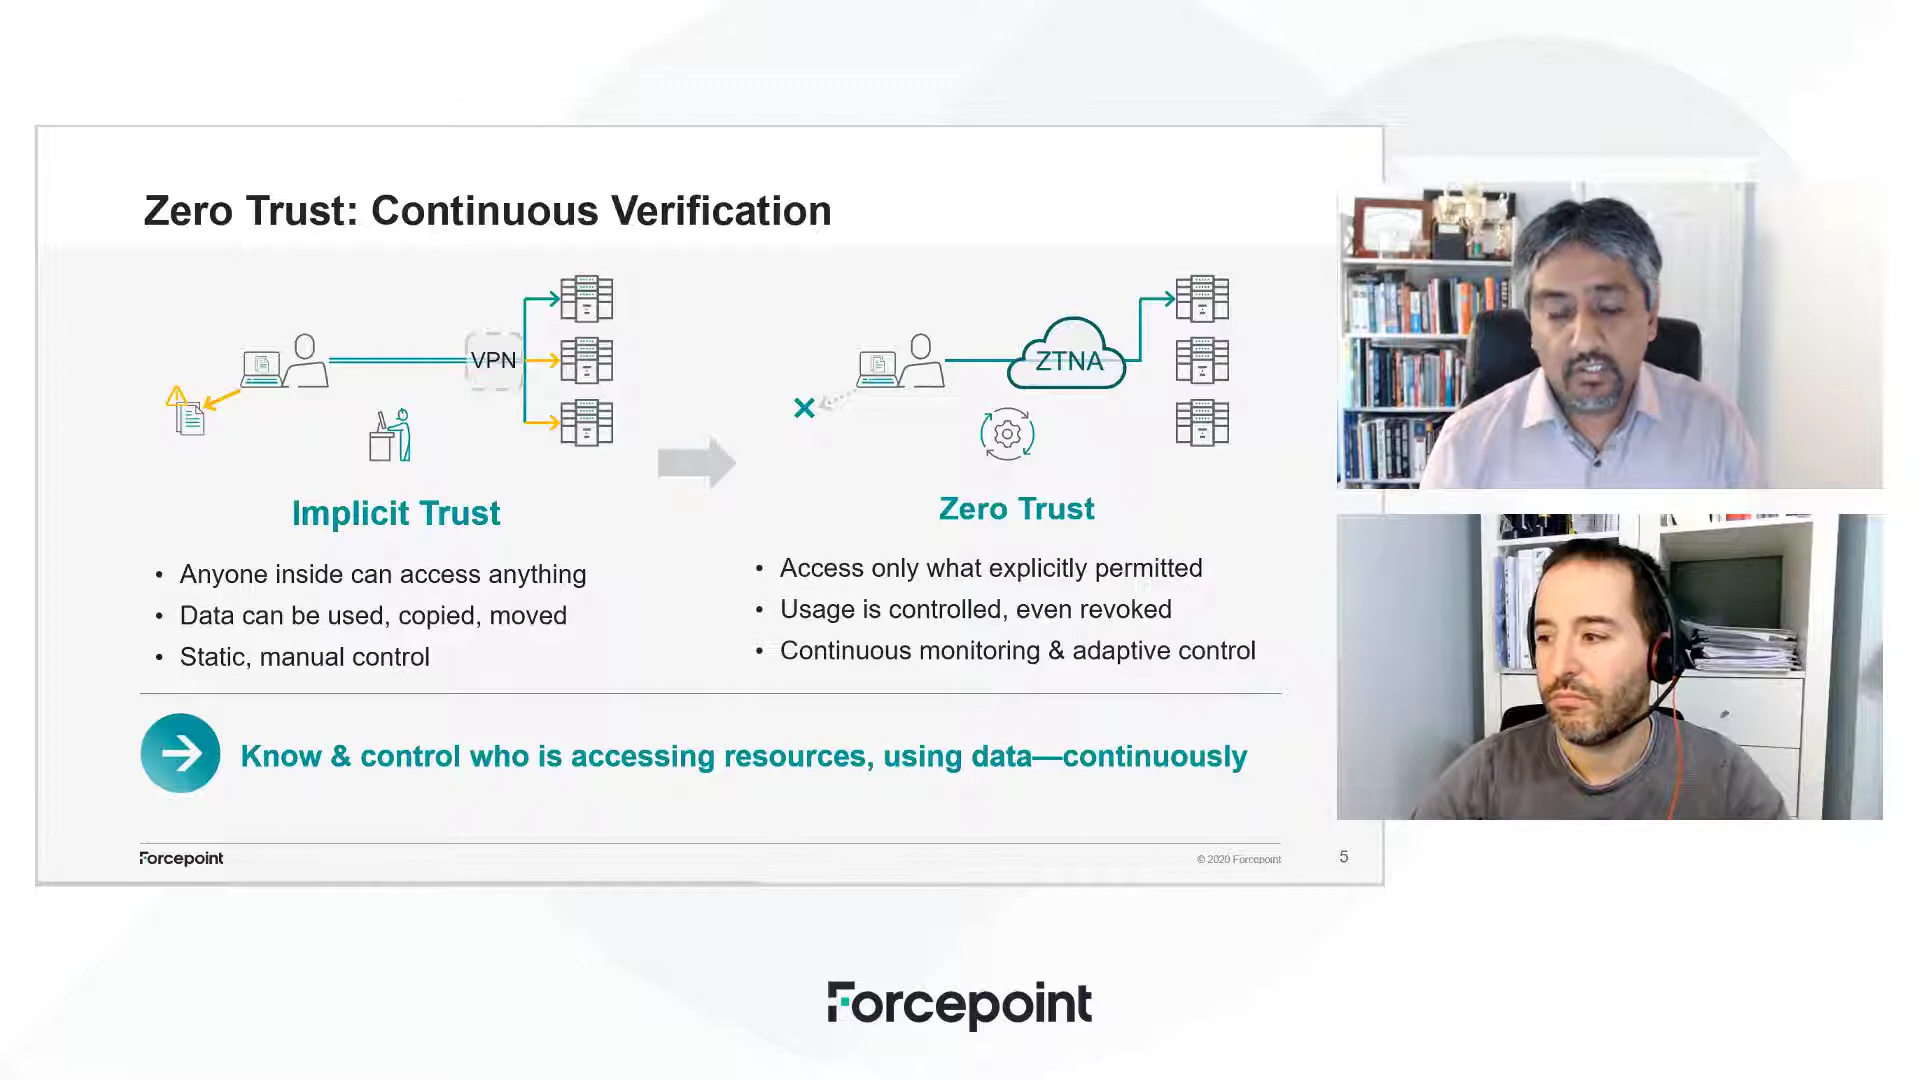 Zero Trust: Continuous Verification
VPN
ZTNA
Implicit Trust
• Anyone inside can access anything
• Data can be used, copied, moved
• Static, manual control
Zero Trust
• Access only what explicitly permitted
• Usage is controlled, even revoked
• Continuous monitoring & adaptive control
Know & control who is accessing resources, using data—continuously
Forcepoint
© 2020 Forcepoint
5
Forcepoint